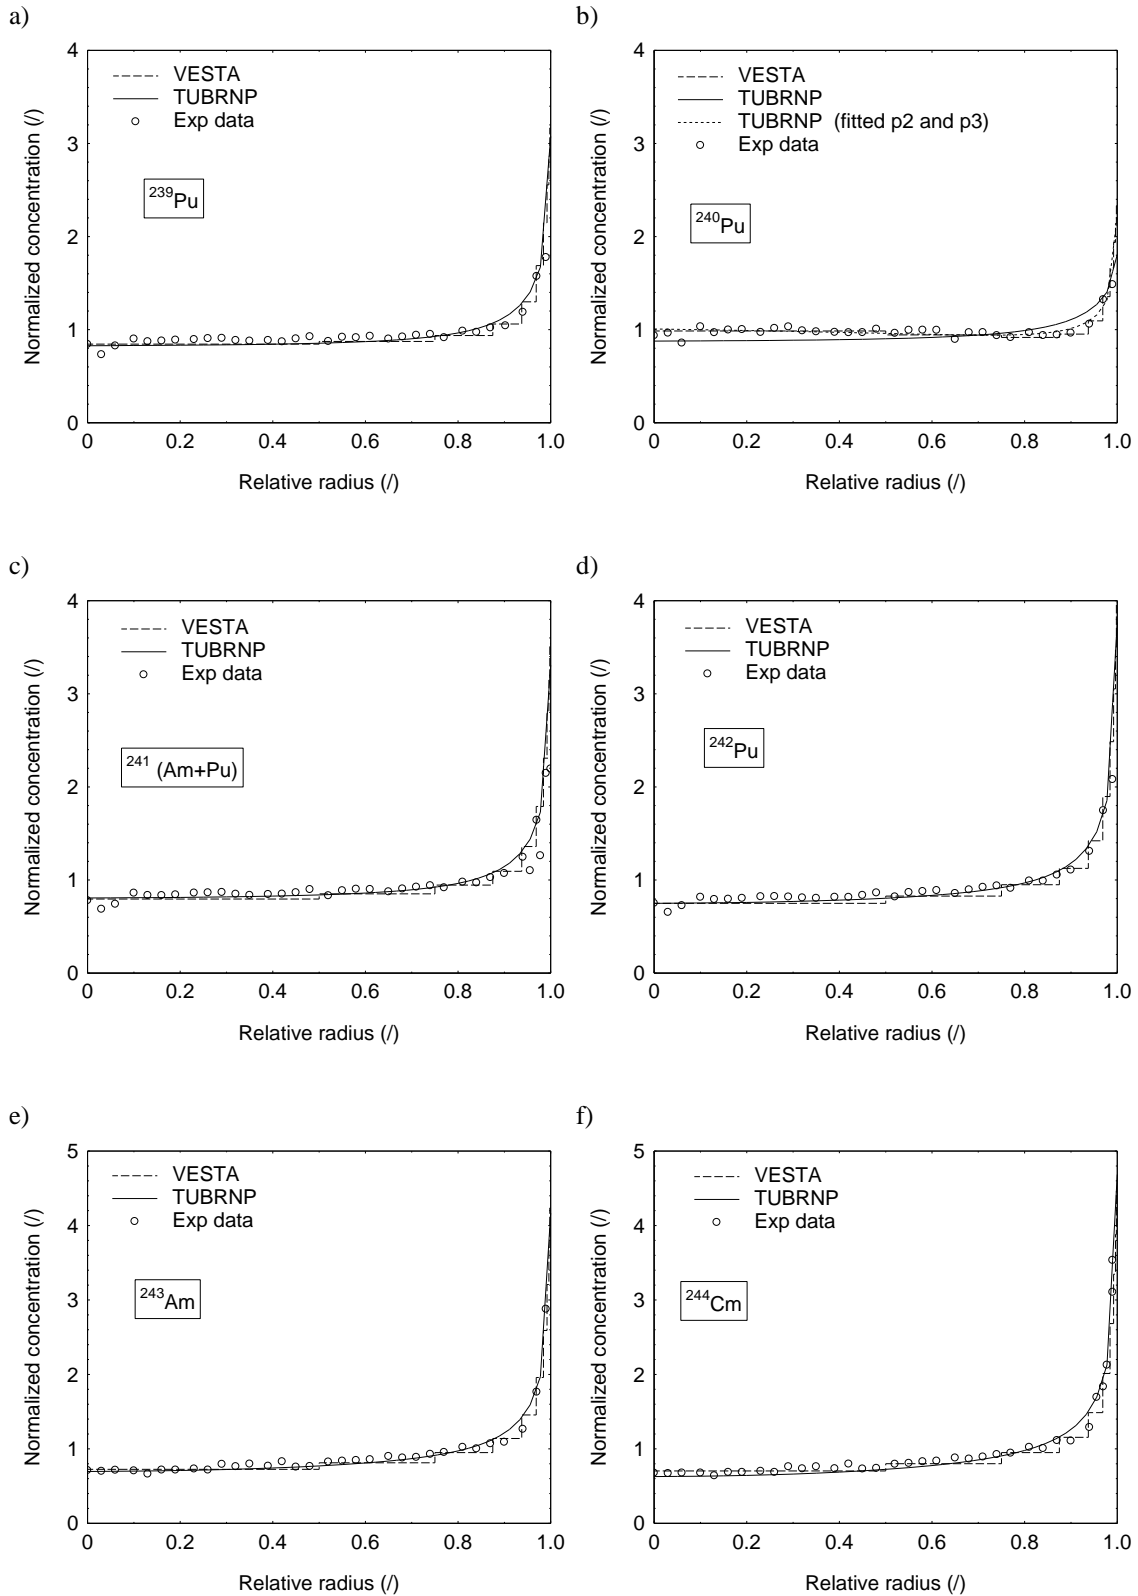 a)
4
3
2
1
0
VESTA
TUBRNP
Exp data
²³⁹Pu
Normalized concentration (/)
0 0.2 0.4 0.6 0.8 1.0
Relative radius (/)
b)
4
3
2
1
0
VESTA
TUBRNP
TUBRNP (fitted p2 and p3)
Exp data
²⁴⁰Pu
Normalized concentration (/)
0 0.2 0.4 0.6 0.8 1.0
Relative radius (/)
c)
4
3
2
1
0
VESTA
TUBRNP
Exp data
²⁴¹ (Am+Pu)
Normalized concentration (/)
0 0.2 0.4 0.6 0.8 1.0
Relative radius (/)
d)
4
3
2
1
0
VESTA
TUBRNP
Exp data
²⁴²Pu
Normalized concentration (/)
0 0.2 0.4 0.6 0.8 1.0
Relative radius (/)
e)
5
4
3
2
1
0
VESTA
TUBRNP
Exp data
²⁴³Am
Normalized concentration (/)
0 0.2 0.4 0.6 0.8 1.0
Relative radius (/)
f)
5
4
3
2
1
0
VESTA
TUBRNP
Exp data
²⁴⁴Cm
Normalized concentration (/)
0 0.2 0.4 0.6 0.8 1.0
Relative radius (/)